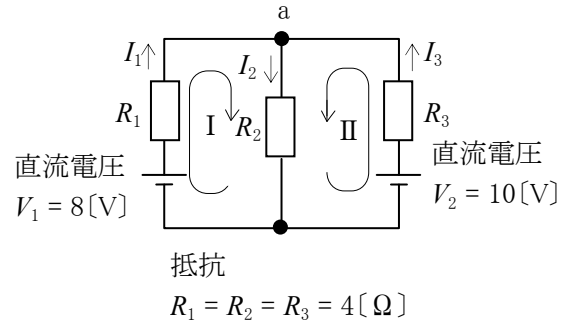 a
I₁
I₂
I₃
R₁
Ⅰ
R₂
Ⅱ
R₃
直流電圧
V₁ = 8〔V〕
直流電圧
V₂ = 10〔V〕
抵抗
R₁ = R₂ = R₃ = 4〔Ω〕